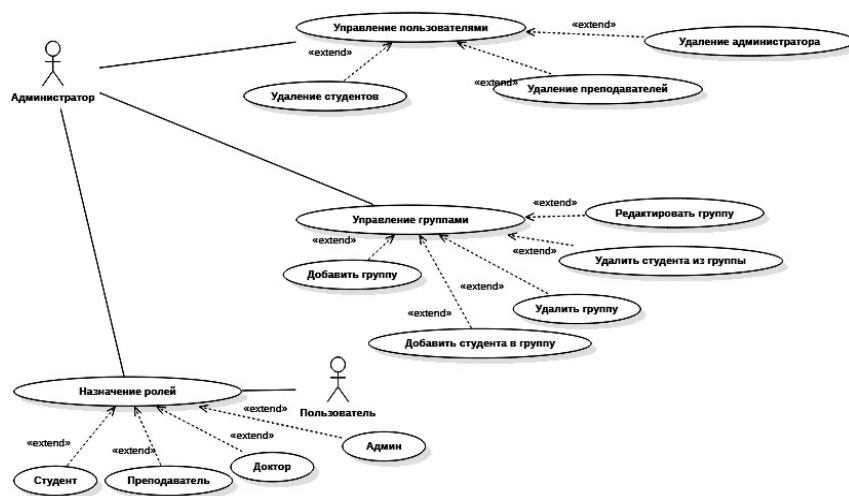 Управление пользователями
«extend»
Удаление администратора
«extend»
Администратор
Удаление студентов
«extend»
Удаление преподавателей
Управление группами
«extend»
Редактировать группу
«extend»
«extend»
Удалить студента из группы
Добавить группу
«extend»
Удалить группу
«extend»
Добавить студента в группу
Назначение ролей
Пользователь
«extend»
Админ
«extend»
«extend»
«extend»
Доктор
Студент
Преподаватель